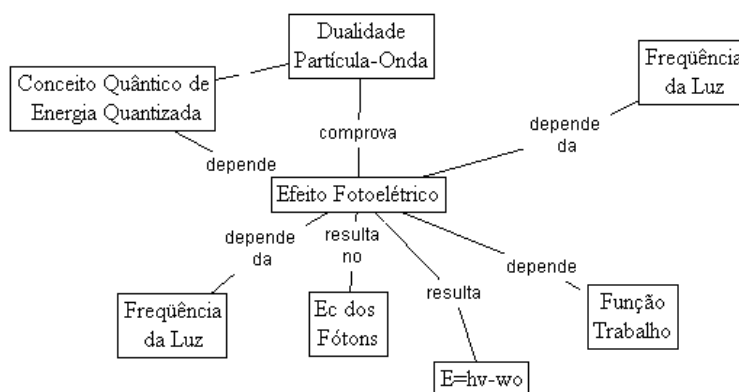 Dualidade
Partícula-Onda
Freqüência
da Luz
Conceito Quântico de
Energia Quantizada
comprova
depende
da
depende
Efeito Fotoelétrico
depende
da
resulta
no
depende
resulta
Freqüência
da Luz
Ec dos
Fótons
Função
Trabalho
E=hv-wo